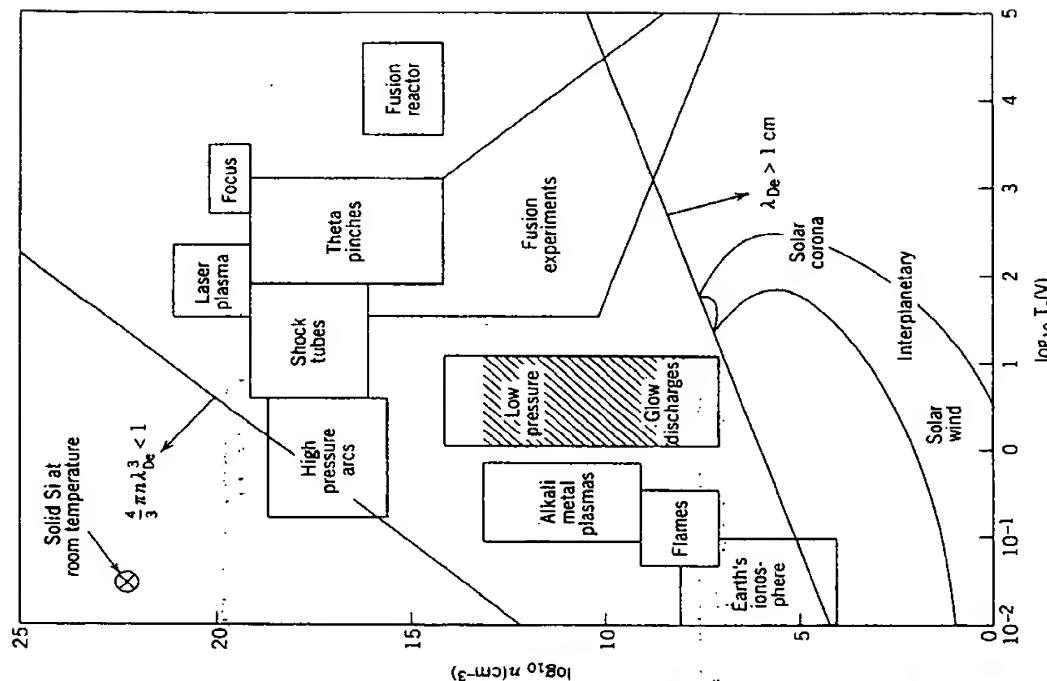 25
20
15
10
5
0
log₁₀ n(cm⁻³)
Solid Si at
room temperature
4/3 πnλ³_De < 1
Laser
plasma
Focus
High
pressure
arcs
Shock
tubes
Theta
pinches
Fusion
reactor
Fusion
experiments
Alkali
metal
plasmas
Low
pressure
Glow
discharges
Flames
Earth's
ionos-
phere
λ_De > 1 cm
Solar
corona
Interplanetary
Solar
wind
10⁻²
10⁻¹
0
1
2
3
4
5
log₁₀ T (V)